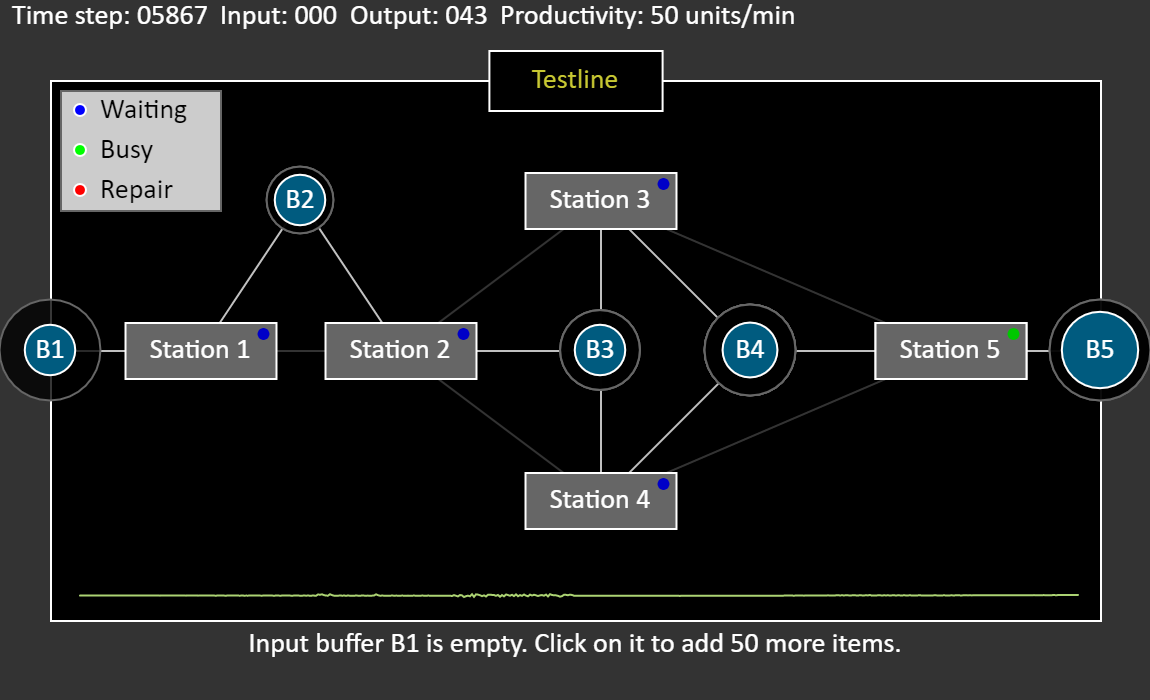 Time step: 05867 Input: 000 Output: 043 Productivity: 50 units/min
Testline
Waiting
Busy
Repair
B2
Station 3
B1
Station 1
Station 2
B3
B4
Station 5
B5
Station 4
Input buffer B1 is empty. Click on it to add 50 more items.